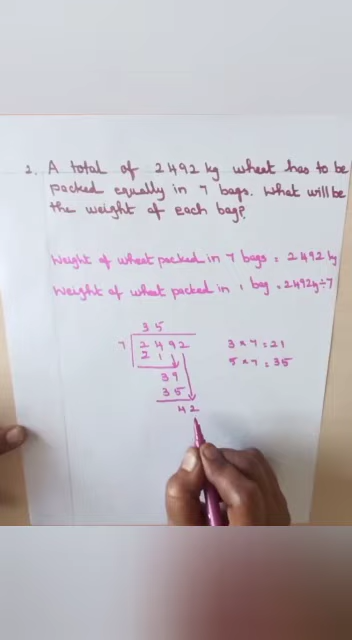 2. A total of 2492 kg wheat has to be
packed equally in 7 bags. What will be
the weight of each bag?
Weight of wheat packed in 7 bags = 2492 kg
Weight of wheat packed in 1 bag = 2492kg÷7
35
7 2492
21
39
35
42
3 × 7 = 21
5 × 7 = 35